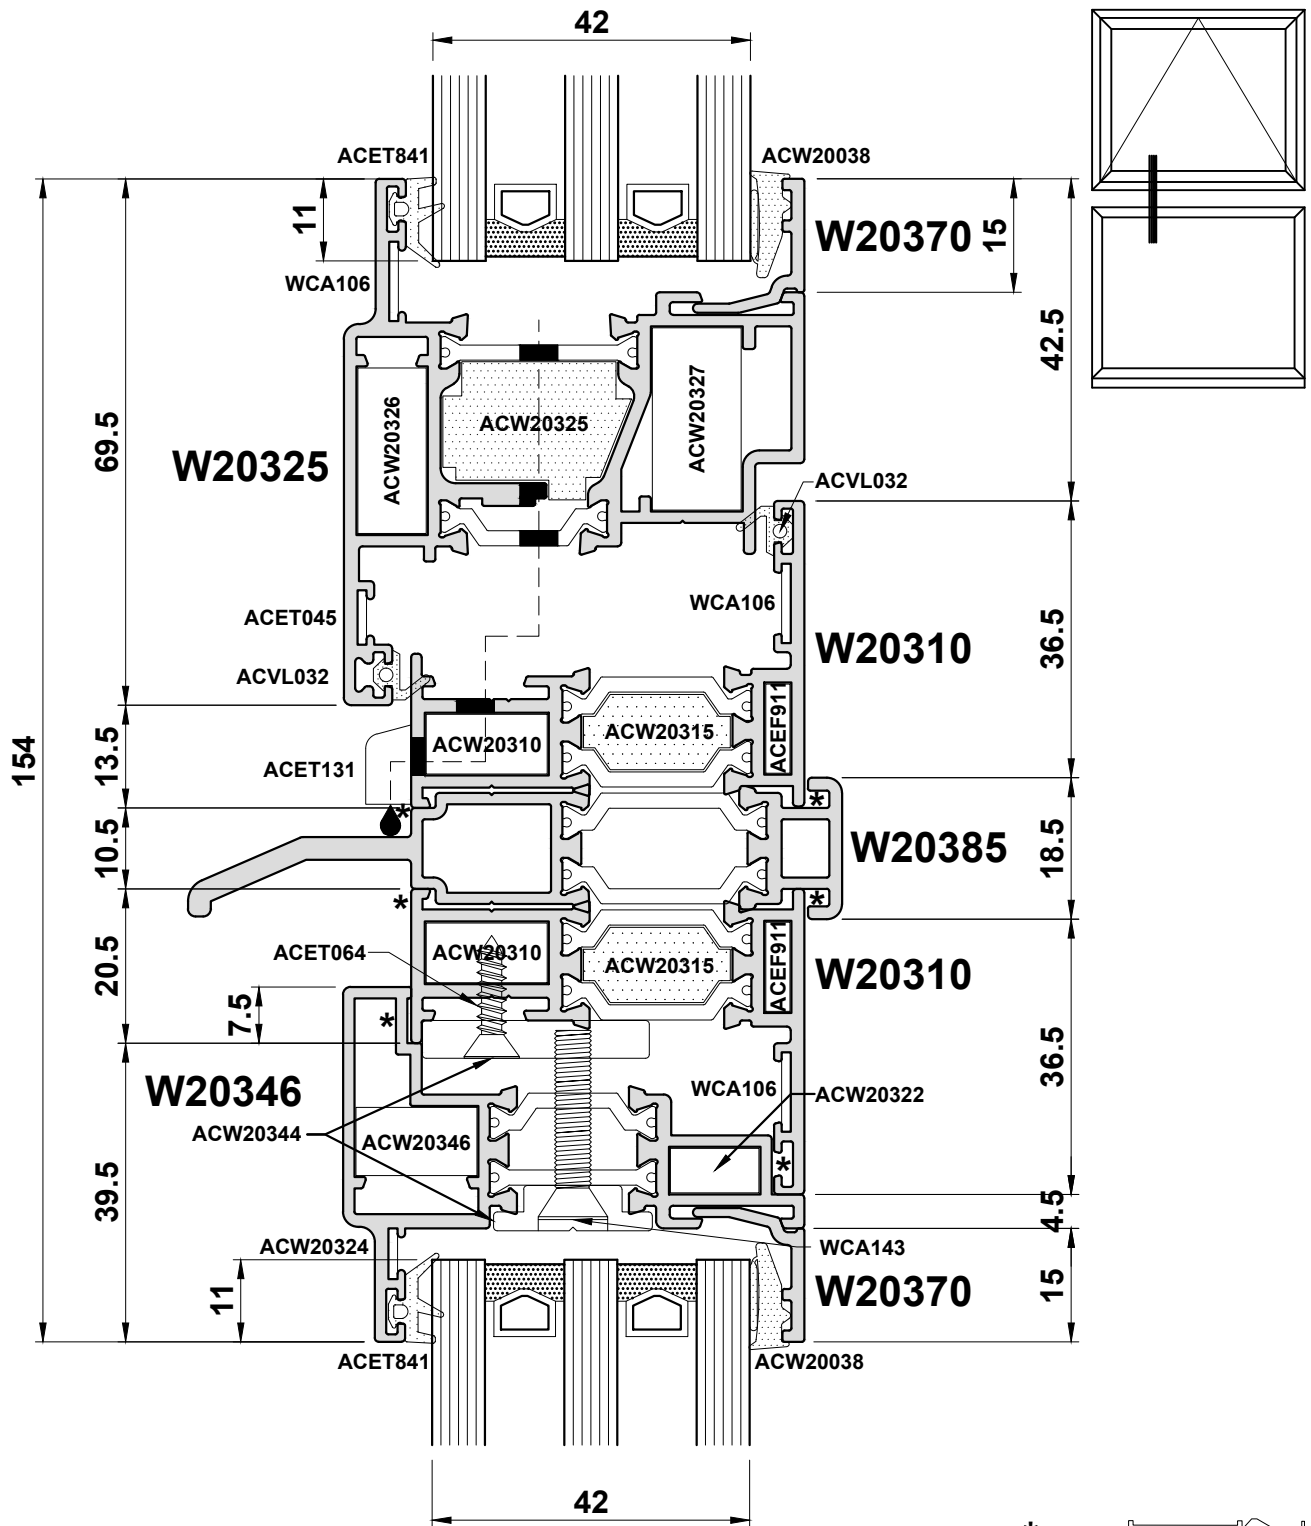 42
ACET841
ACW20038
11
W20370
15
WCA106
42.5
69.5
ACW20326
ACW20325
ACW20327
W20325
ACVL032
ACET045
WCA106
36.5
W20310
ACVL032
154
13.5
ACW20310
ACW20315
ACEF911
ACET131
*
*
10.5
W20385
18.5
*
*
20.5
ACET064
ACW20310
ACW20315
ACEF911
W20310
7.5
*
36.5
W20346
WCA106
ACW20322
ACW20344
ACW20346
*
39.5
4.5
ACW20324
WCA143
11
W20370
15
ACET841
ACW20038
42
*